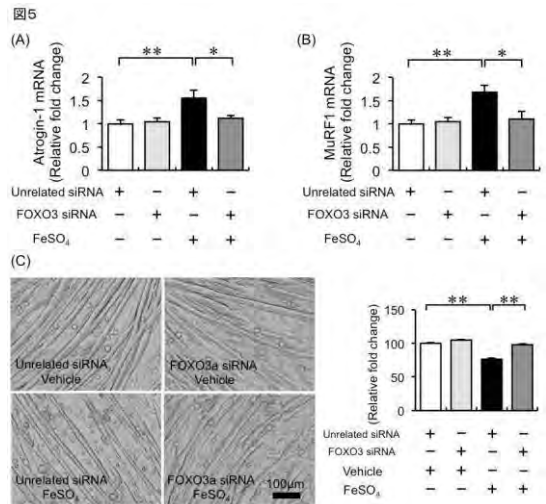 図5
(A)
** *
Atrogin-1 mRNA
(Relative fold change)
2
1.5
1
0.5
0
Unrelated siRNA + − + −
FOXO3 siRNA − + − +
FeSO₄ − − + +
(B)
** *
MuRF1 mRNA
(Relative fold change)
2
1.5
1
0.5
0
Unrelated siRNA + − + −
FOXO3 siRNA − + − +
FeSO₄ − − + +
(C)
Unrelated siRNA
Vehicle
FOXO3a siRNA
Vehicle
Unrelated siRNA
FeSO₄
FOXO3a siRNA
FeSO₄
100μm
** **
(Relative fold change)
150
100
50
0
Unrelated siRNA + − + −
FOXO3 siRNA − + − +
Vehicle + + − −
FeSO₄ − − + +